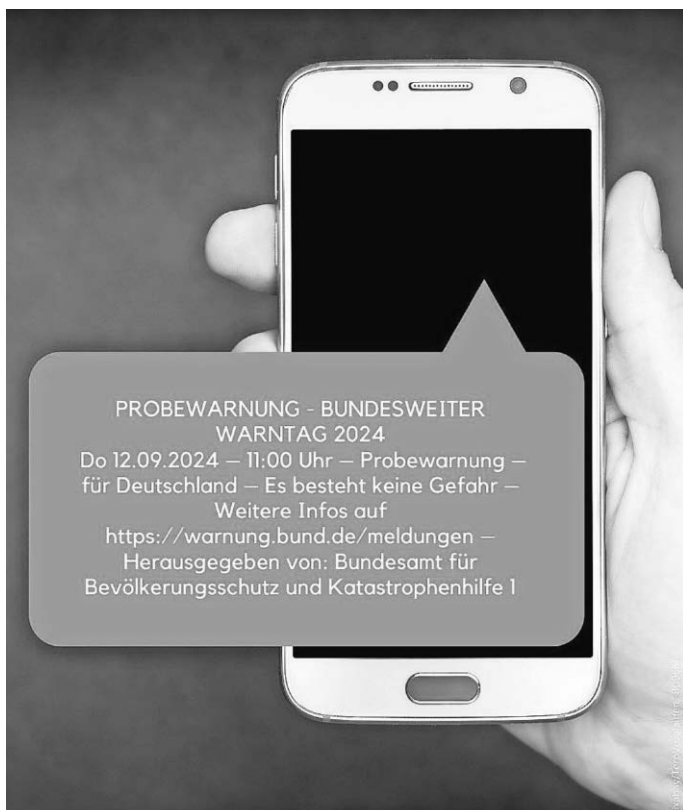 PROBEWARNUNG - BUNDESWEITER
WARNTAG 2024
Do 12.09.2024 – 11:00 Uhr – Probewarnung –
für Deutschland – Es besteht keine Gefahr –
Weitere Infos auf
https://warnung.bund.de/meldungen –
Herausgegeben von: Bundesamt für
Bevölkerungsschutz und Katastrophenhilfe 1